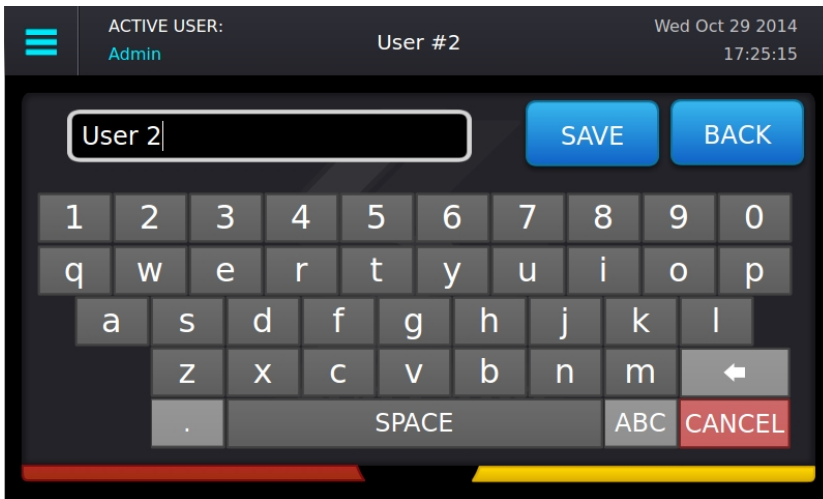 ACTIVE USER:
Admin
User #2
Wed Oct 29 2014
17:25:15
User 2
SAVE
BACK
1 2 3 4 5 6 7 8 9 0
q w e r t y u i o p
a s d f g h j k l
z x c v b n m
. SPACE ABC CANCEL